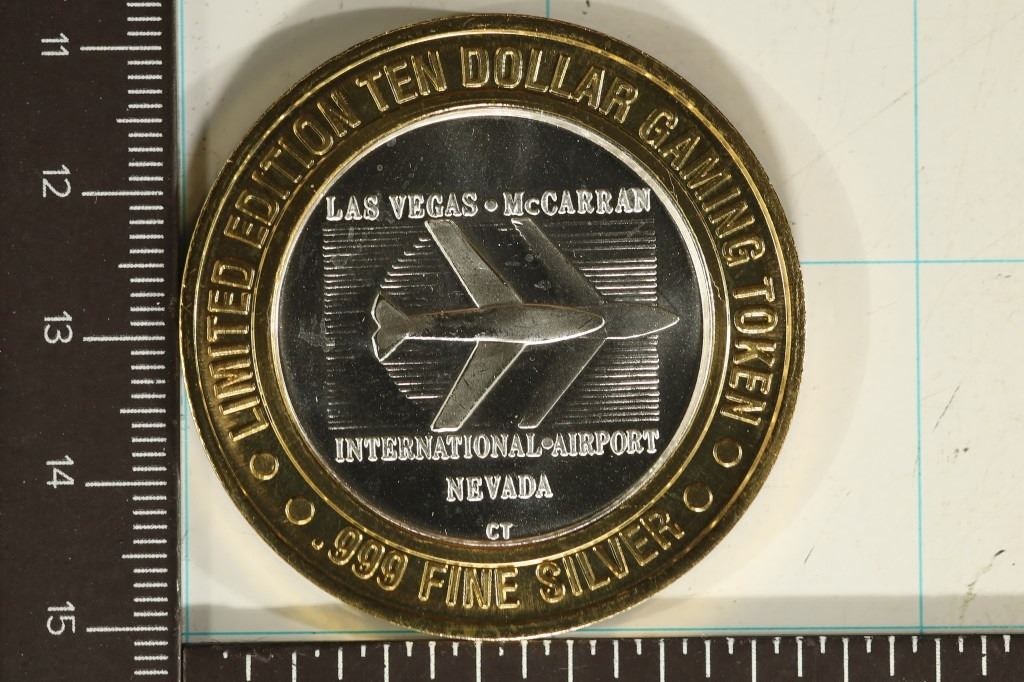 LIMITED EDITION TEN DOLLAR GAMING TOKEN
LAS VEGAS • McCARRAN
INTERNATIONAL • AIRPORT
NEVADA
CT
.999 FINE SILVER
11
12
13
14
15